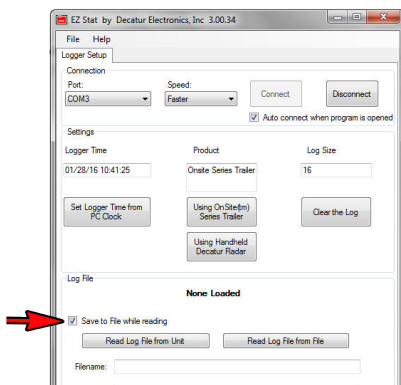 EZ Stat by Decatur Electronics, Inc 3.00.34
File Help
Logger Setup
Connection
Port: Speed:
COM3 Faster Connect Disconnect
Auto connect when program is opened
Settings
Logger Time Product Log Size
01/28/16 10:41:25 Onsite Series Trailer 16
Set Logger Time from
PC Clock
Using OnSite(tm)
Series Trailer
Clear the Log
Using Handheld
Decatur Radar
Log File
None Loaded
Save to File while reading
Read Log File from Unit Read Log File from File
Filename: